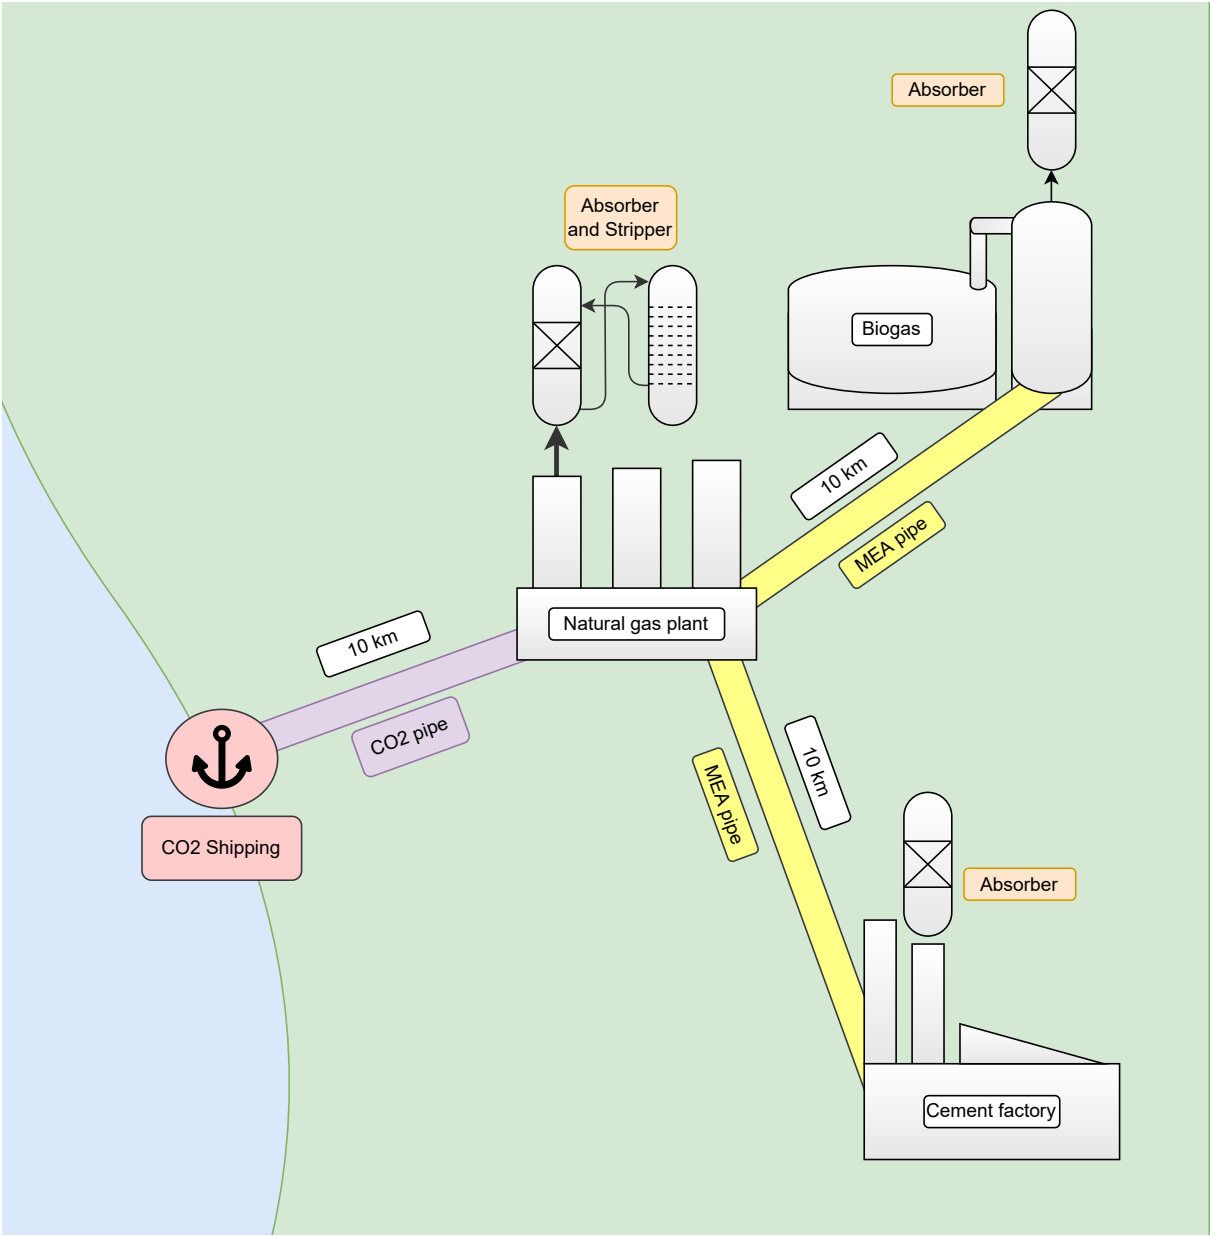 Absorber
Absorber
and Stripper
Biogas
10 km
MEA pipe
Natural gas plant
10 km
CO2 pipe
10 km
MEA pipe
CO2 Shipping
Absorber
Cement factory